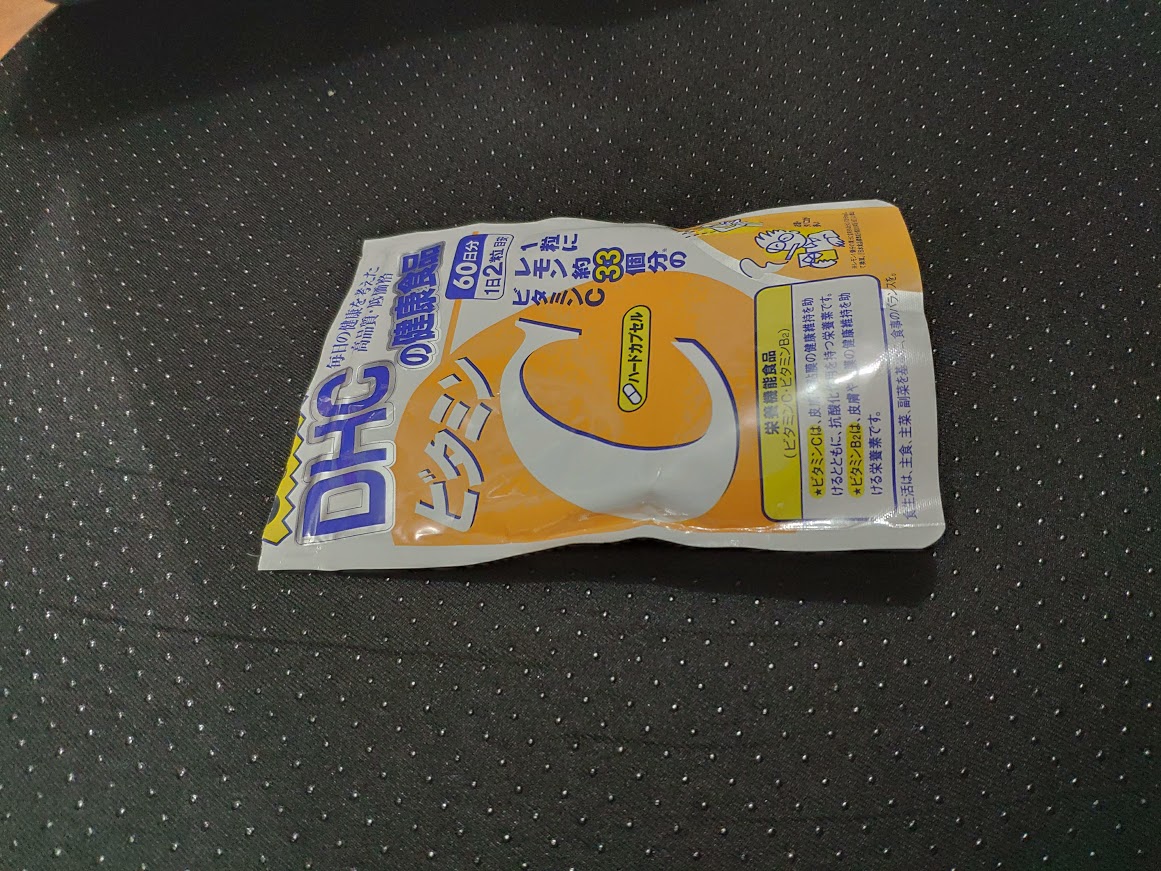 DHC
毎日の健康を考えた
高品質・低価格
の健康食品
ビタミン
C
60日分
1日2粒目安
1粒に
レモン約33個分の
ビタミンC
ハードカプセル
栄養機能食品
(ビタミンC・ビタミンB2)
★ビタミンCは、皮膚や粘膜の健康維持を助
けるとともに、抗酸化作用を持つ栄養素です。
★ビタミンB2は、皮膚や粘膜の健康維持を助
ける栄養素です。
食生活は、主食、主菜、副菜を基本に、食事のバランスを。